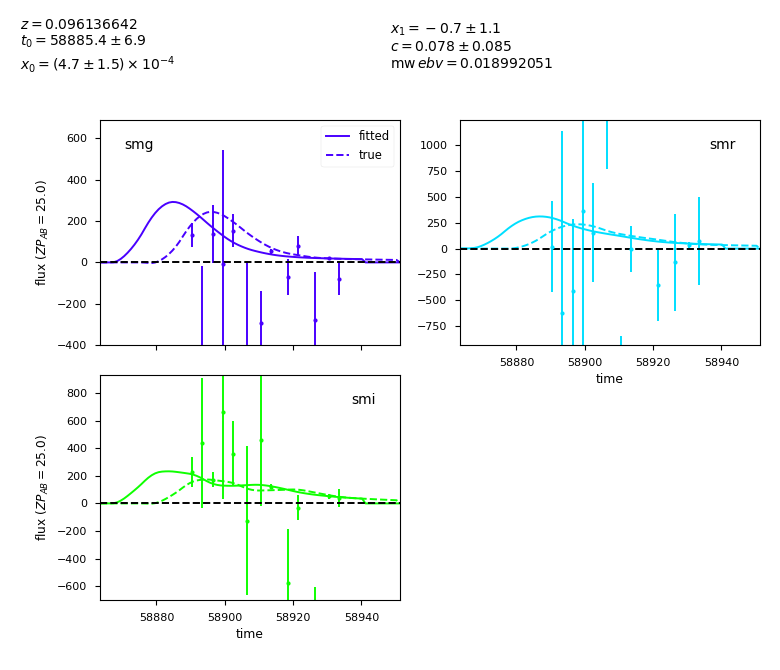 z = 0.096136642
t₀ = 58885.4 ± 6.9
x₀ = (4.7 ± 1.5) × 10⁻⁴
x₁ = −0.7 ± 1.1
c = 0.078 ± 0.085
mw ebv = 0.018992051
smg
fitted
true
600
400
200
0
−200
−400
flux (ZP_AB = 25.0)
smr
1000
750
500
250
0
−250
−500
−750
58880 58900 58920 58940
time
smi
800
600
400
200
0
−200
−400
−600
flux (ZP_AB = 25.0)
58880 58900 58920 58940
time